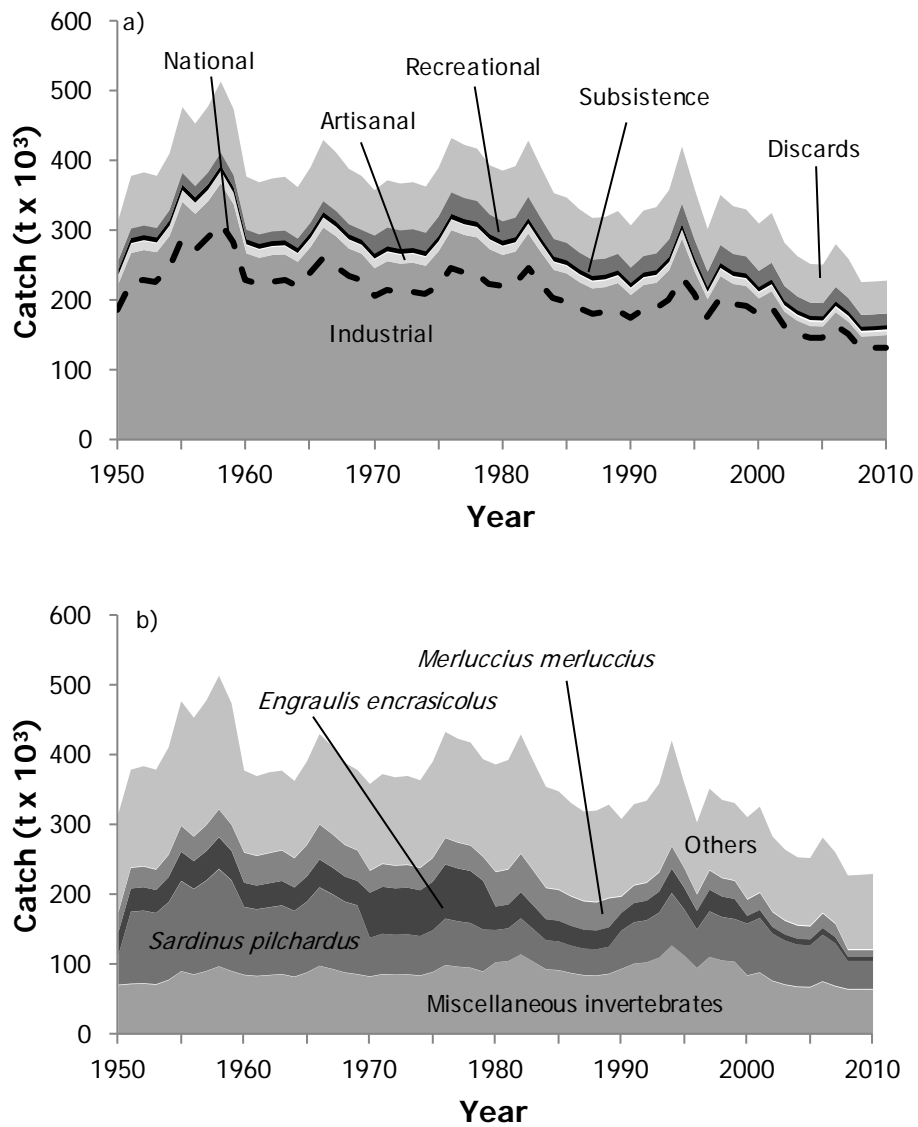 a)
600
500
400
300
200
100
0
Catch (t x 10³)
National
Artisanal
Recreational
Subsistence
Discards
Industrial
1950 1960 1970 1980 1990 2000 2010
Year
b)
600
500
400
300
200
100
0
Catch (t x 10³)
Merluccius merluccius
Engraulis encrasicolus
Others
Sardinus pilchardus
Miscellaneous invertebrates
1950 1960 1970 1980 1990 2000 2010
Year